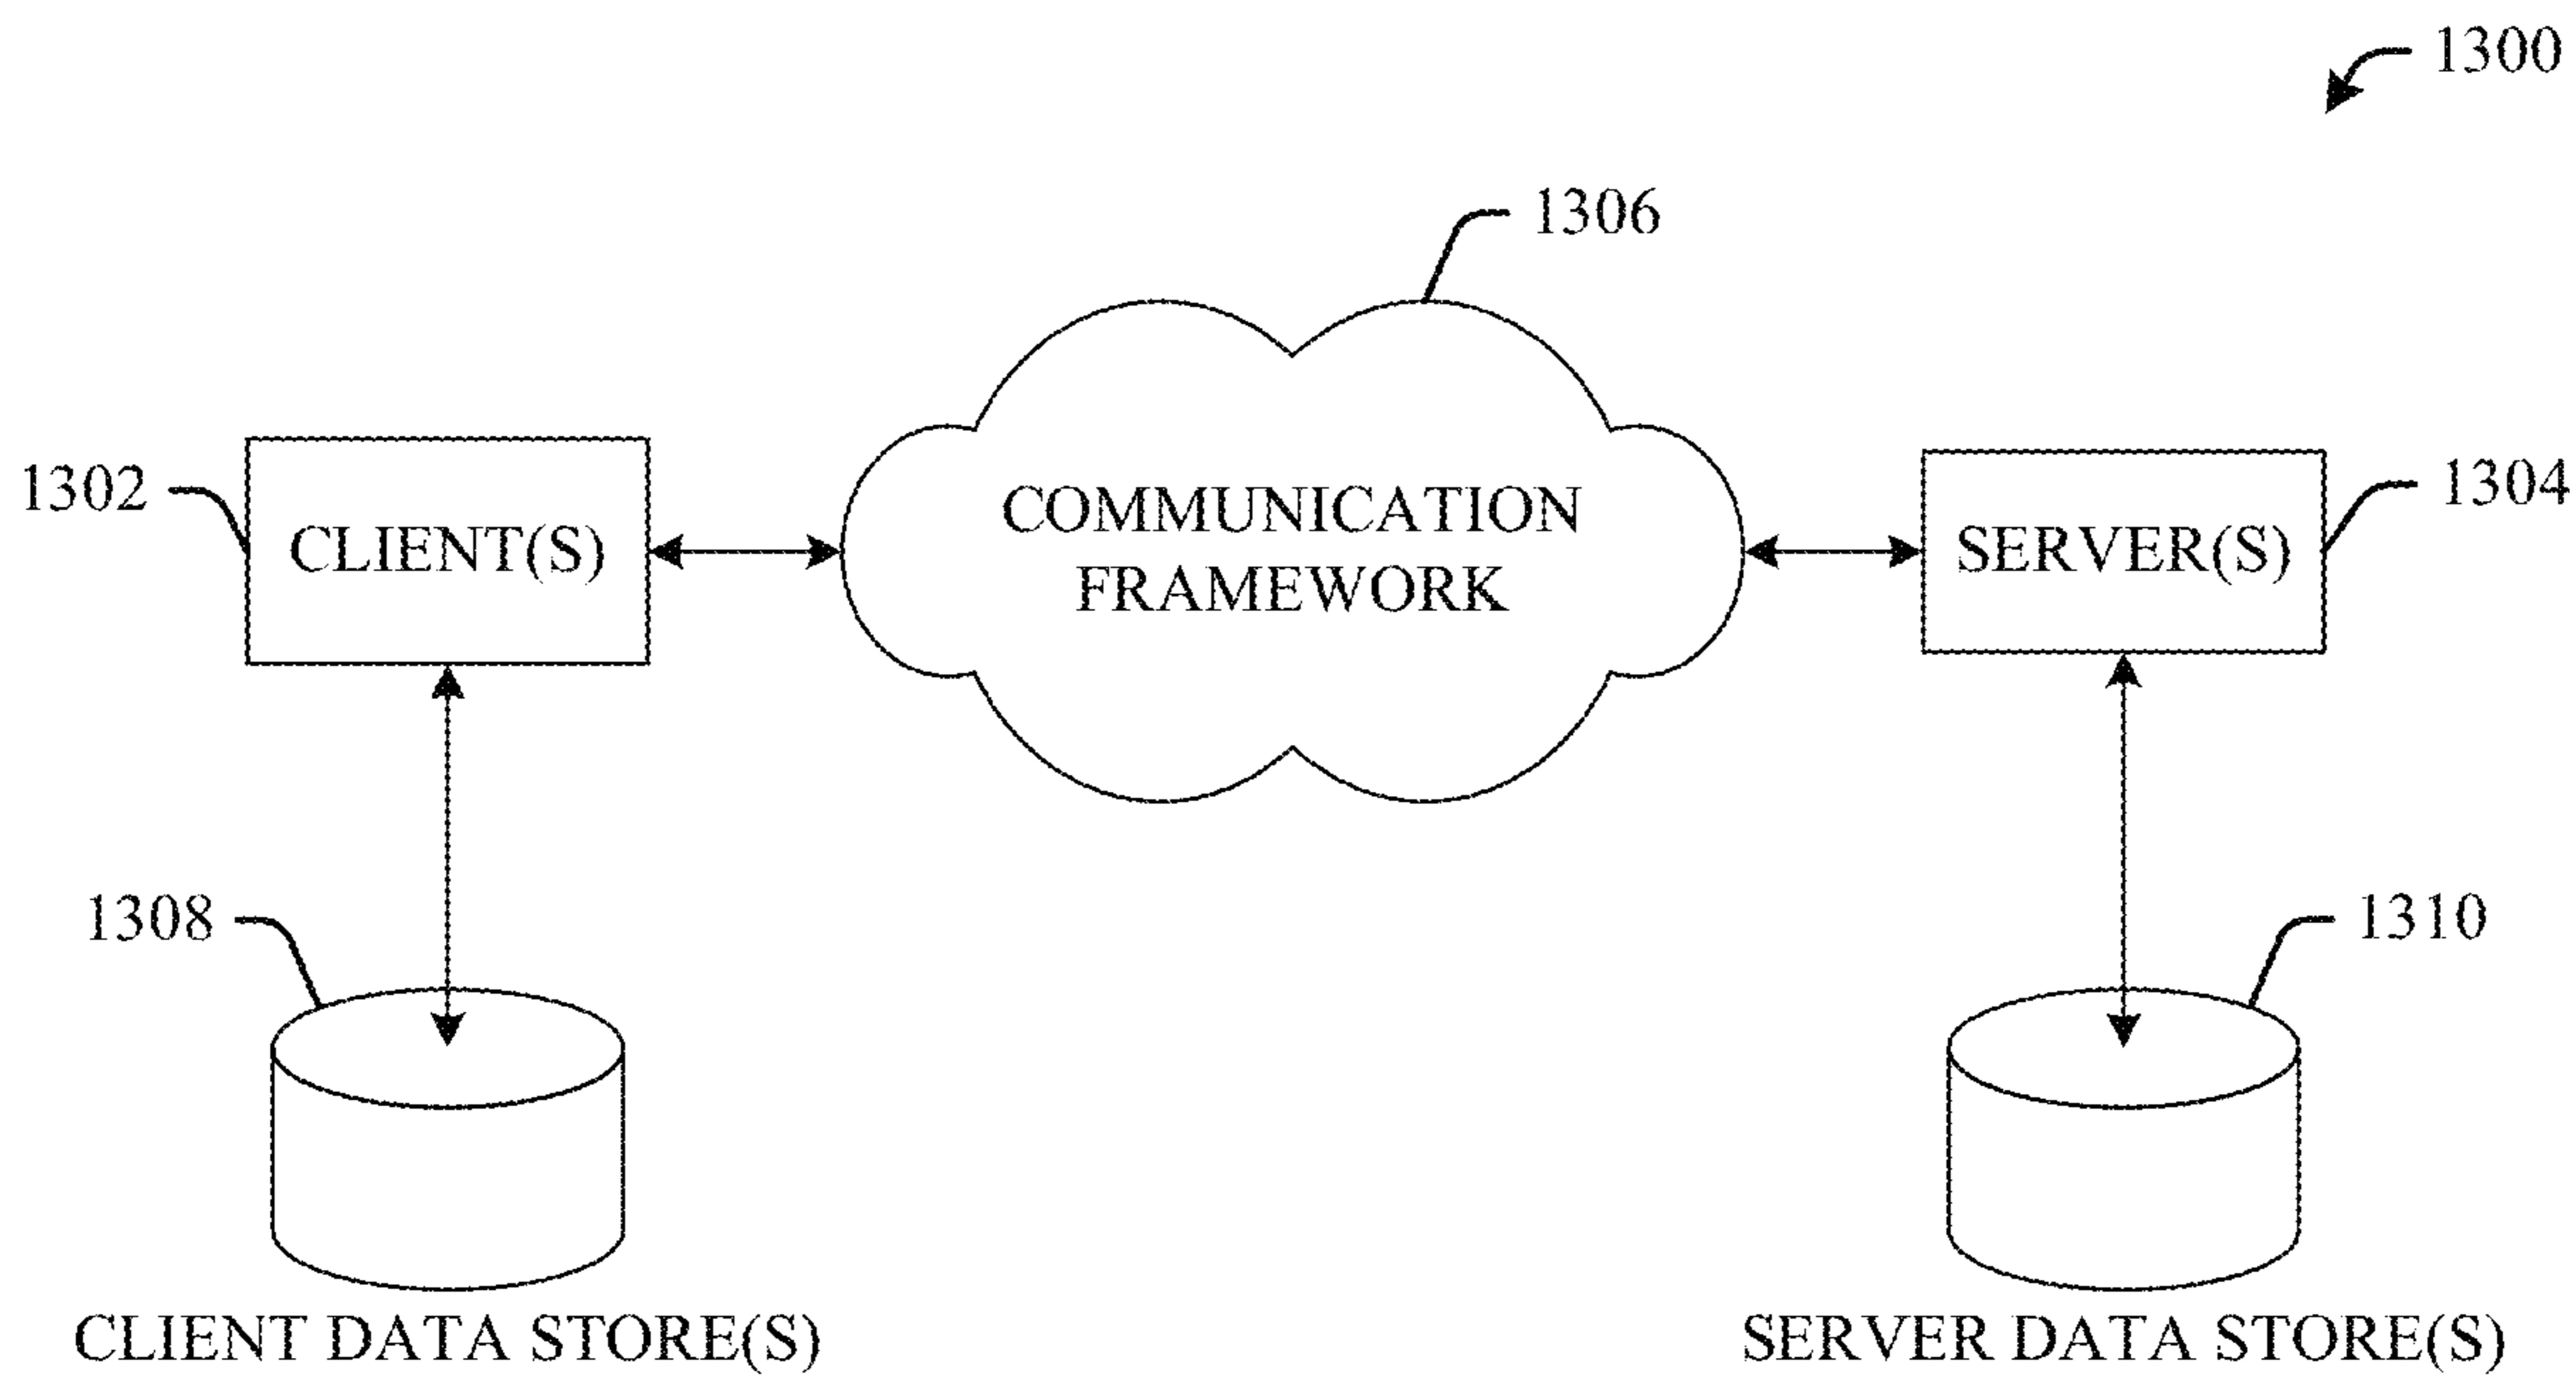 1300
1306
1302
CLIENT(S)
COMMUNICATION
FRAMEWORK
SERVER(S)
1304
1308
1310
CLIENT DATA STORE(S)
SERVER DATA STORE(S)